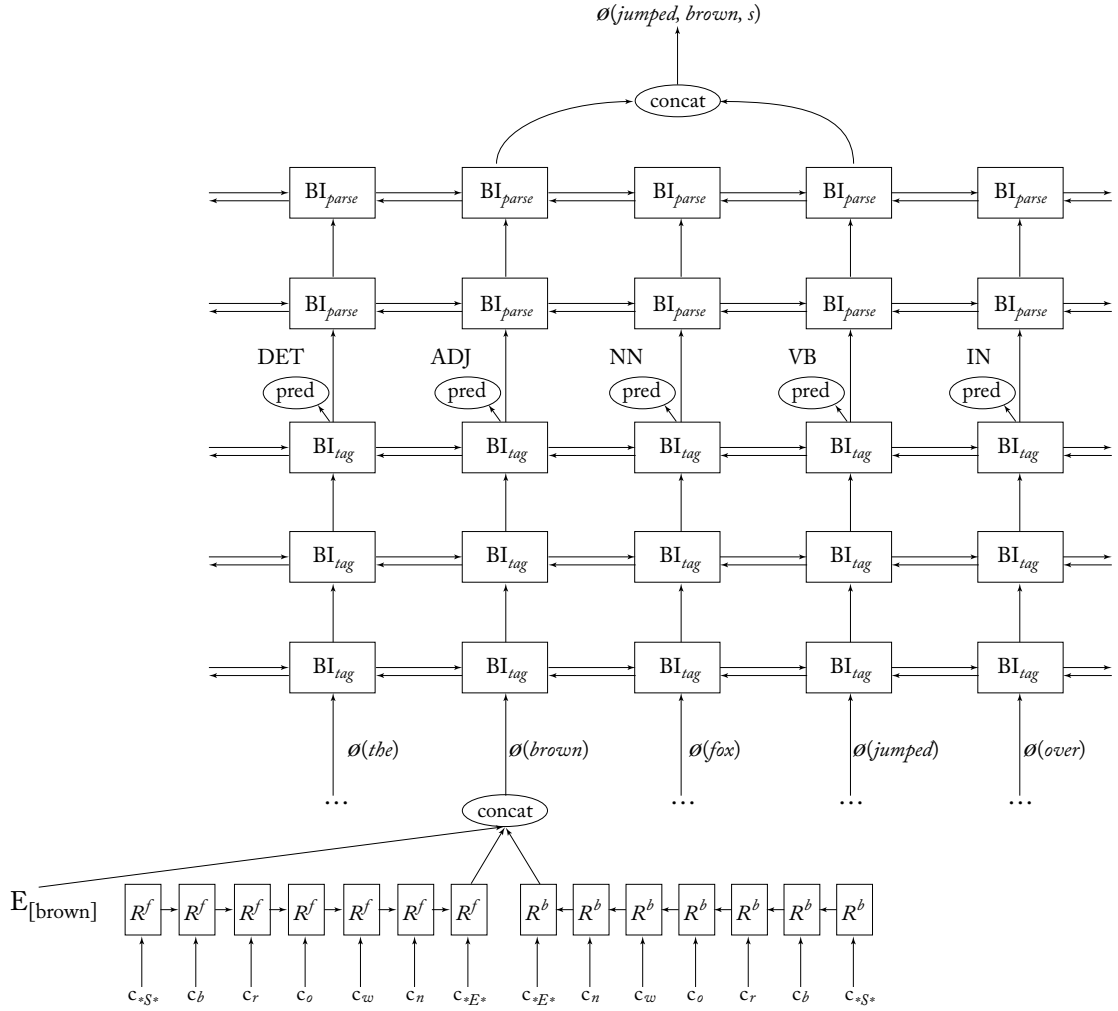 ø(jumped, brown, s)
concat
BI_parse BI_parse BI_parse BI_parse BI_parse
BI_parse BI_parse BI_parse BI_parse BI_parse
DET ADJ NN VB IN
pred pred pred pred pred
BI_tag BI_tag BI_tag BI_tag BI_tag
BI_tag BI_tag BI_tag BI_tag BI_tag
BI_tag BI_tag BI_tag BI_tag BI_tag
ø(the) ø(brown) ø(fox) ø(jumped) ø(over)
... concat ... ... ...
E_[brown] R^f R^f R^f R^f R^f R^f R^f R^b R^b R^b R^b R^b R^b R^b
c_*S* c_b c_r c_o c_w c_n c_*E* c_*E* c_n c_w c_o c_r c_b c_*S*